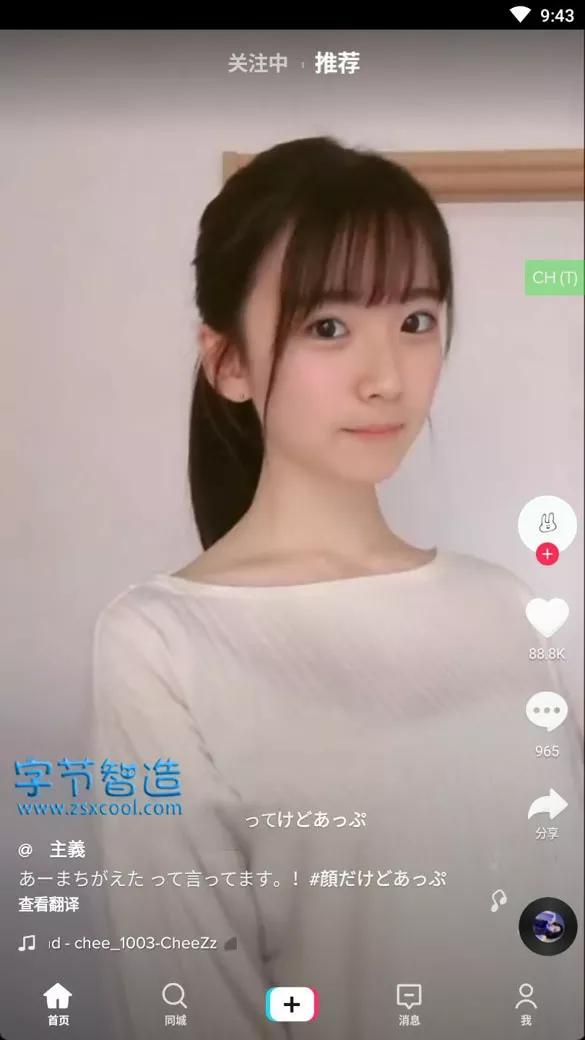 9:43
关注中
推荐
CH (T)
88.8K
965
分享
字节智造
www.zsxcool.com
ってけどあっぷ
@ 主義
あーまちがえた って言ってます。！ #顔だけどあっぷ
查看翻译
d - chee_1003-CheeZz
首页
同城
消息
我